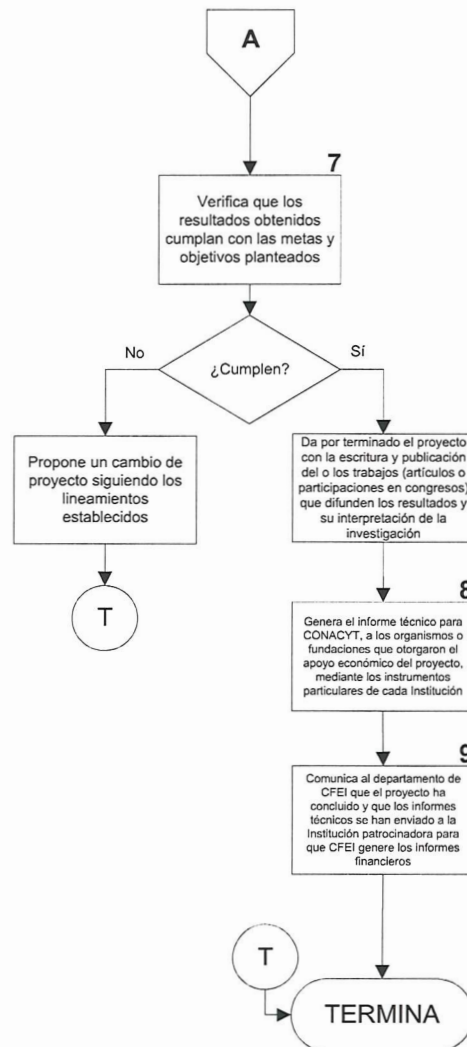 A
7
Verifica que los
resultados obtenidos
cumplan con las metas y
objetivos planteados
¿Cumplen?
No
Sí
Propone un cambio de
proyecto siguiendo los
lineamientos
establecidos
T
Da por terminado el proyecto
con la escritura y publicación
del o los trabajos (artículos o
participaciones en congresos)
que difunden los resultados y
su interpretación de la
investigación
8
Genera el informe técnico para
CONACYT, a los organismos o
fundaciones que otorgaron el
apoyo económico del proyecto,
mediante los instrumentos
particulares de cada Institución
9
Comunica al departamento de
CFEI que el proyecto ha
concluido y que los informes
técnicos se han enviado a la
Institución patrocinadora para
que CFEI genere los informes
financieros
T
TERMINA